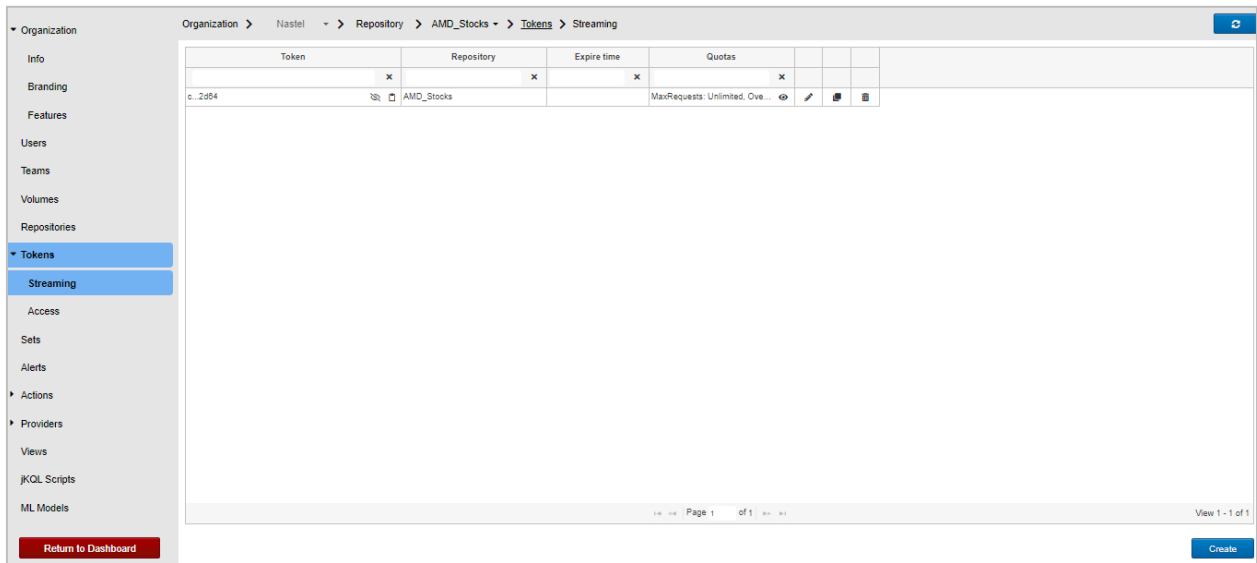 Organization > Nastel > Repository > AMD_Stocks > Tokens > Streaming
Organization
Info
Branding
Features
Users
Teams
Volumes
Repositories
Tokens
Streaming
Access
Sets
Alerts
Actions
Providers
Views
jKQL Scripts
ML Models
Return to Dashboard
Token Repository Expire time Quotas
x x x x
c...2d64 AMD_Stocks MaxRequests: Unlimited, Ove...
Page 1 of 1
View 1 - 1 of 1
Create